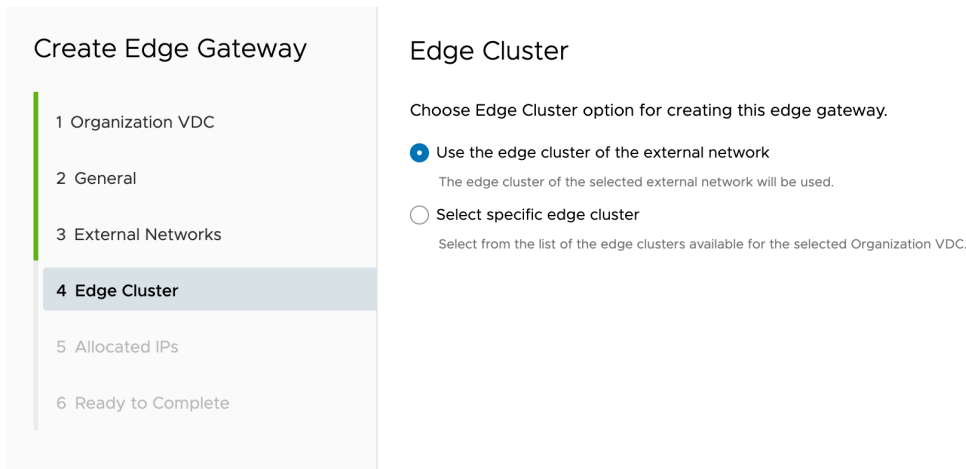 Create Edge Gateway
1 Organization VDC
2 General
3 External Networks
4 Edge Cluster
5 Allocated IPs
6 Ready to Complete
Edge Cluster
Choose Edge Cluster option for creating this edge gateway.
Use the edge cluster of the external network
The edge cluster of the selected external network will be used.
Select specific edge cluster
Select from the list of the edge clusters available for the selected Organization VDC.